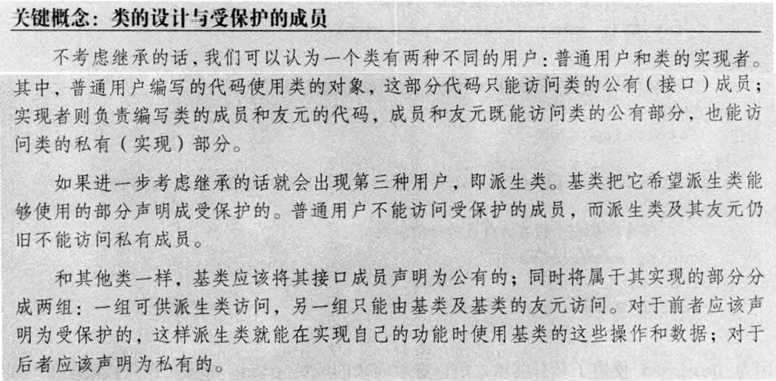 关键概念：类的设计与受保护的成员
不考虑继承的话，我们可以认为一个类有两种不同的用户：普通用户和类的实现者。
其中，普通用户编写的代码使用类的对象，这部分代码只能访问类的公有（接口）成员；
实现者则负责编写类的成员和友元的代码，成员和友元既能访问类的公有部分，也能访
问类的私有（实现）部分。
如果进一步考虑继承的话就会出现第三种用户，即派生类。基类把它希望派生类能
够使用的部分声明成受保护的。普通用户不能访问受保护的成员，而派生类及其友元仍
旧不能访问私有成员。
和其他类一样，基类应该将其接口成员声明为公有的；同时将属于其实现的部分分
成两组：一组可供派生类访问，另一组只能由基类及基类的友元访问。对于前者应该声
明为受保护的，这样派生类就能在实现自己的功能时使用基类的这些操作和数据；对于
后者应该声明为私有的。